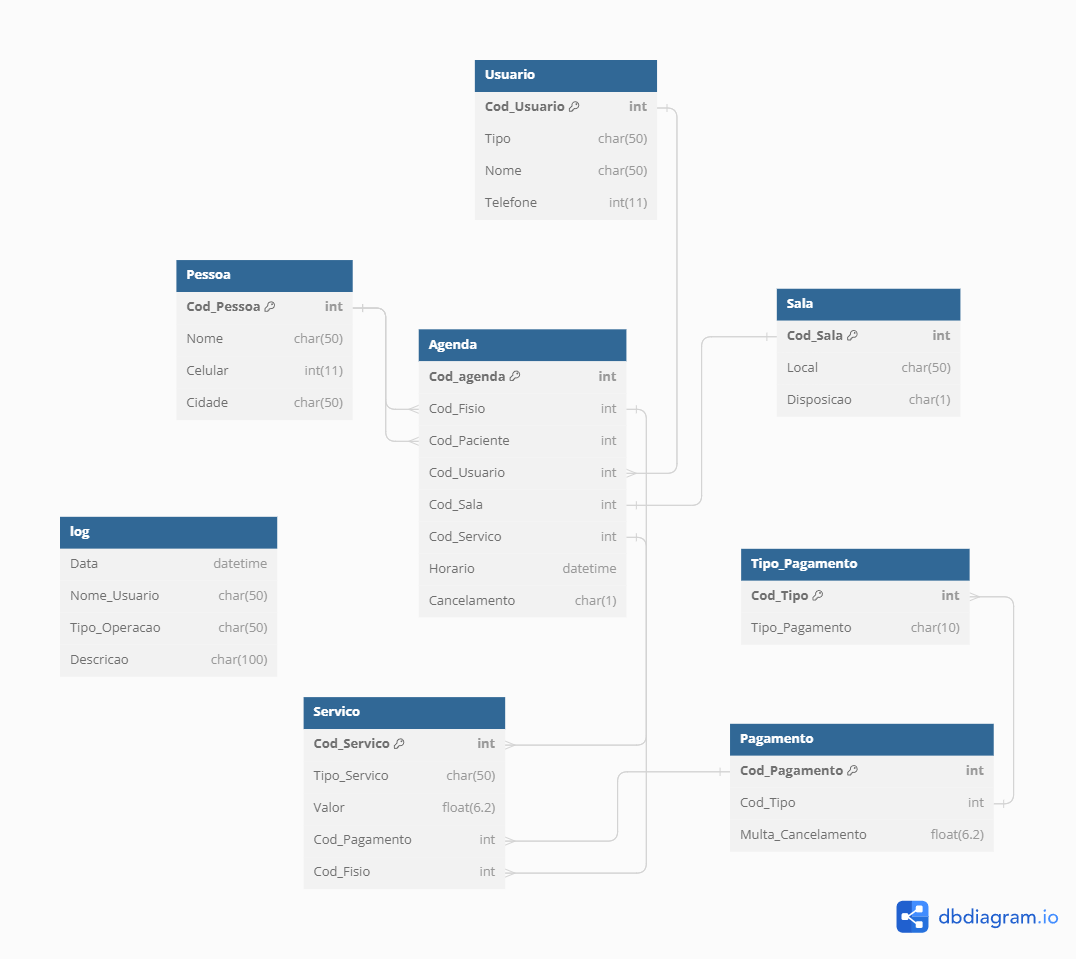 Usuario
Cod_Usuario int
Tipo char(50)
Nome char(50)
Telefone int(11)
Pessoa
Cod_Pessoa int
Nome char(50)
Celular int(11)
Cidade char(50)
Sala
Cod_Sala int
Local char(50)
Disposicao char(1)
Agenda
Cod_agenda int
Cod_Fisio int
Cod_Paciente int
Cod_Usuario int
Cod_Sala int
Cod_Servico int
Horario datetime
Cancelamento char(1)
log
Data datetime
Nome_Usuario char(50)
Tipo_Operacao char(50)
Descricao char(100)
Tipo_Pagamento
Cod_Tipo int
Tipo_Pagamento char(10)
Servico
Cod_Servico int
Tipo_Servico char(50)
Valor float(6.2)
Cod_Pagamento int
Cod_Fisio int
Pagamento
Cod_Pagamento int
Cod_Tipo int
Multa_Cancelamento float(6.2)
dbdiagram.io